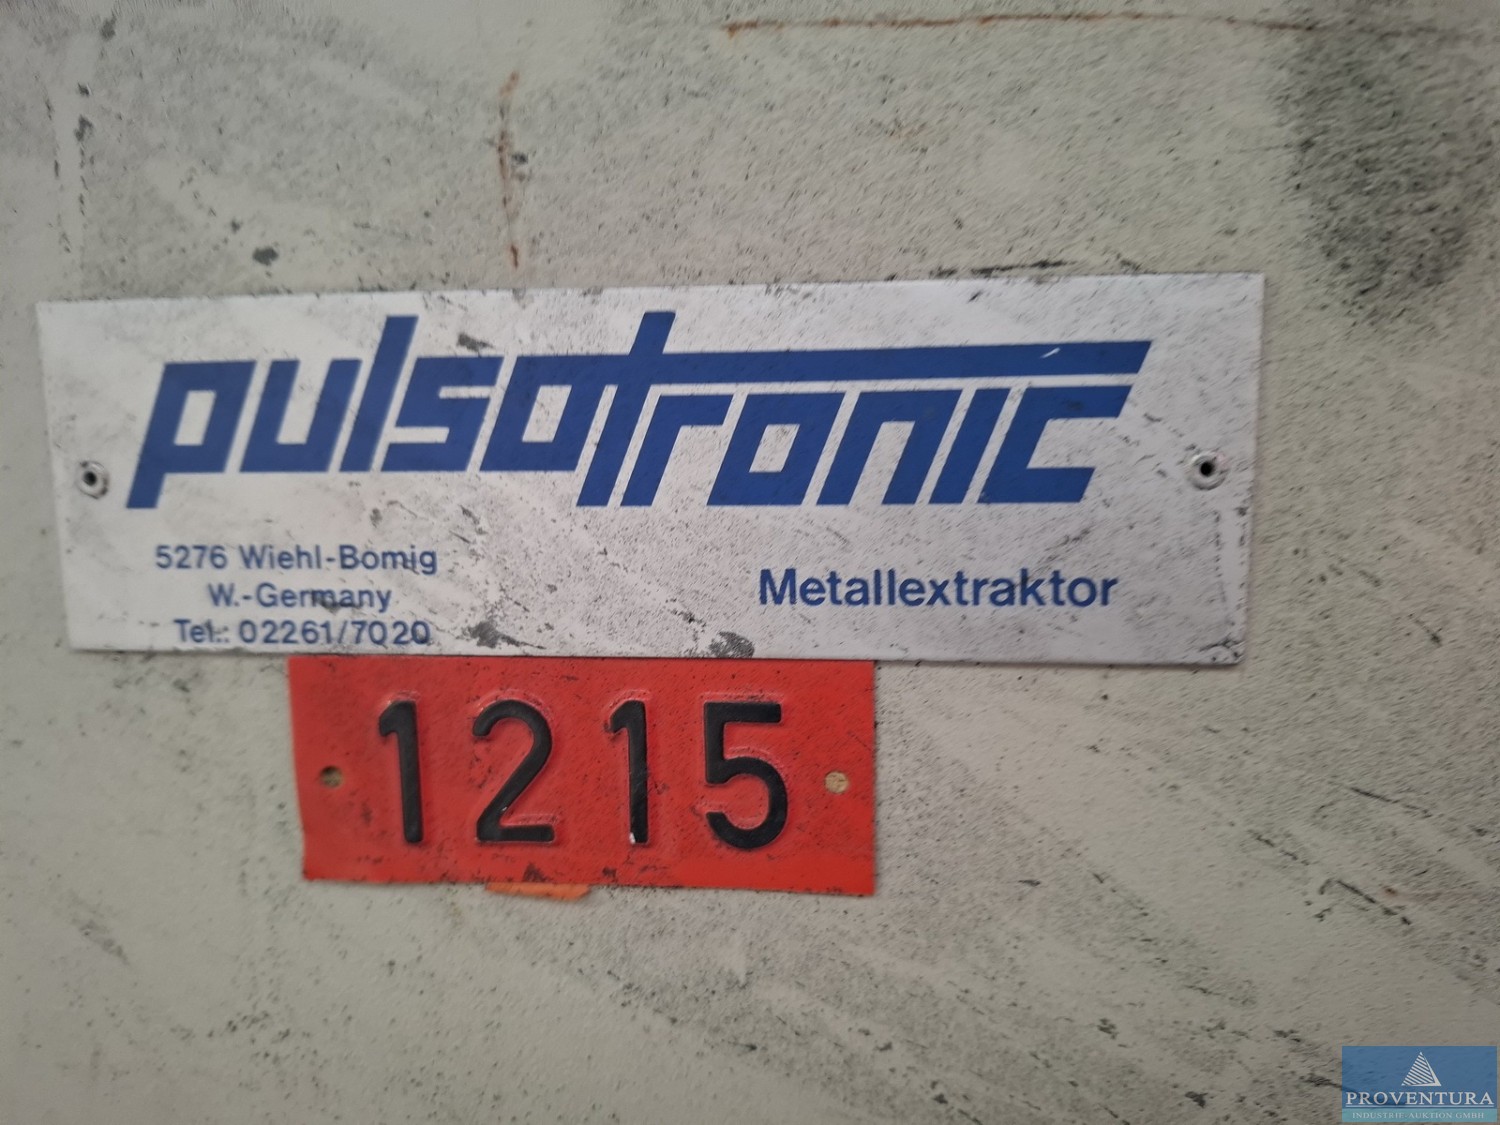 pulsotronic
5276 Wiehl-Bomig
W.-Germany
Tel.: 02261/7020
Metallextraktor
1215
PROVENTURA
INDUSTRIE-AUKTION GMBH